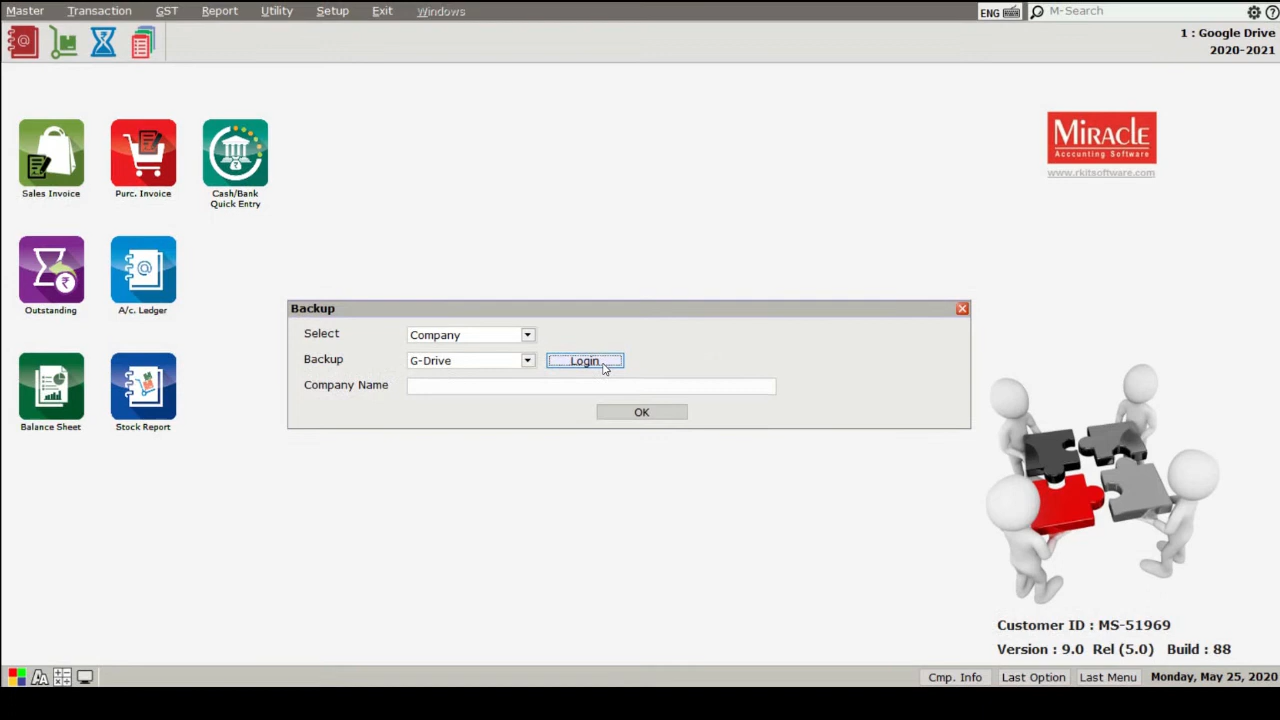 Master Transaction GST Report Utility Setup Exit Windows ENG M-Search
1 : Google Drive
2020-2021
MiRACLE
Accounting Software
www.rkitsoftware.com
Sales Invoice Purc. Invoice Cash/Bank
Quick Entry
Outstanding A/c. Ledger
Backup
Select Company
Backup G-Drive Login
Company Name
OK
Balance Sheet Stock Report
Customer ID : MS-51969
Version : 9.0 Rel (5.0) Build : 88
Cmp. Info Last Option Last Menu Monday, May 25, 2020